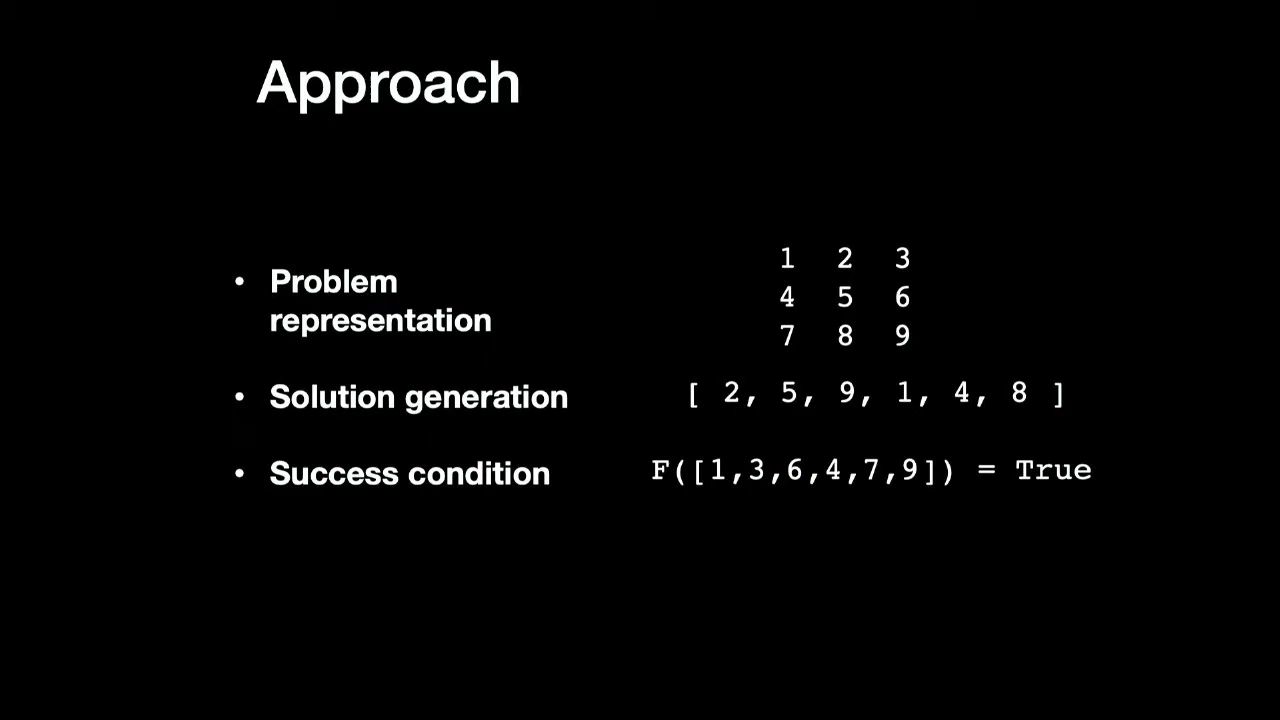 Approach
• Problem
representation
1 2 3
4 5 6
7 8 9
• Solution generation
[ 2, 5, 9, 1, 4, 8 ]
• Success condition
F([1,3,6,4,7,9]) = True